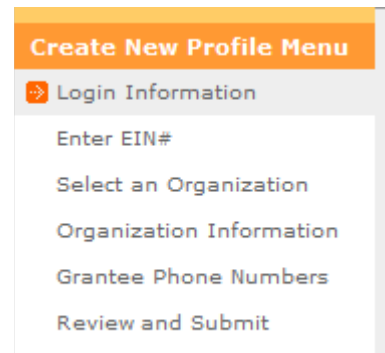 Create New Profile Menu
Login Information
Enter EIN#
Select an Organization
Organization Information
Grantee Phone Numbers
Review and Submit